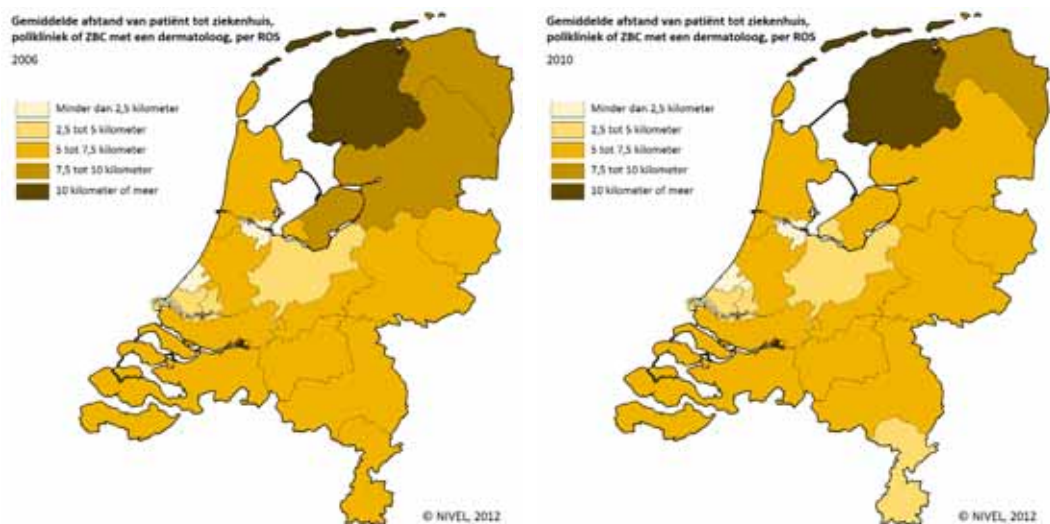 Gemiddelde afstand van patiënt tot ziekenhuis,
polikliniek of ZBC met een dermatoloog, per ROS
2006
Minder dan 2,5 kilometer
2,5 tot 5 kilometer
5 tot 7,5 kilometer
7,5 tot 10 kilometer
10 kilometer of meer
© NIVEL, 2012
Gemiddelde afstand van patiënt tot ziekenhuis,
polikliniek of ZBC met een dermatoloog, per ROS
2010
Minder dan 2,5 kilometer
2,5 tot 5 kilometer
5 tot 7,5 kilometer
7,5 tot 10 kilometer
10 kilometer of meer
© NIVEL, 2012